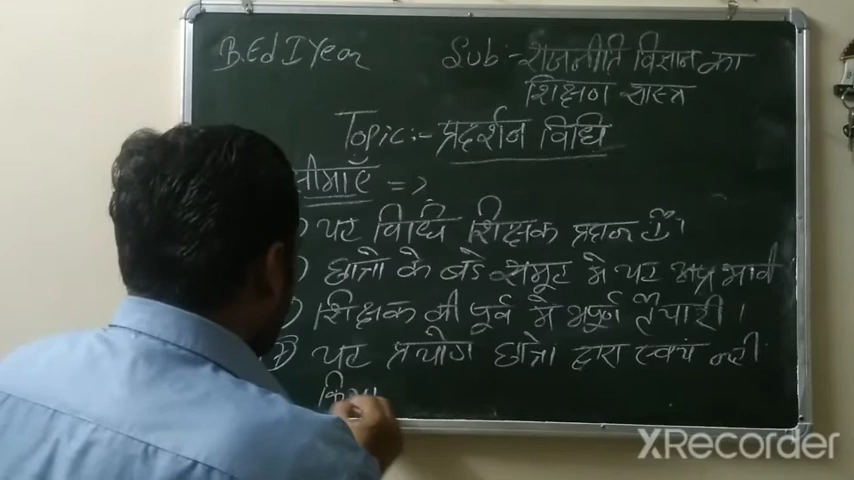 B.Ed I Year
Sub:- राजनीति विज्ञान का
शिक्षण शास्त्र
Topic:- प्रदर्शन विधि
सीमाएँ =>
यह विधि शिक्षक प्रधान है।
छात्रो के बडे समूह मे यह अप्रभावी
शिक्षक की पूर्व मे तैयारी।
4) यह प्रयोग छात्रो द्वारा स्वयं नही
किया
XRecorder